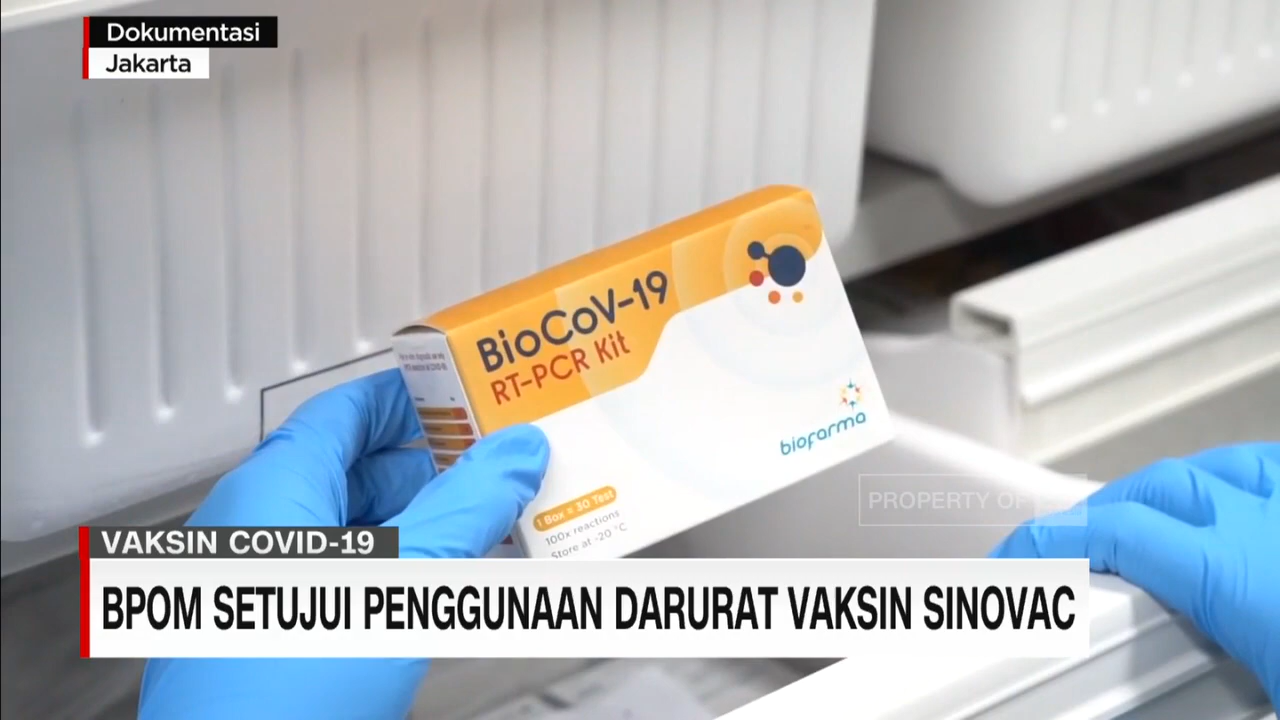 Dokumentasi
Jakarta
BioCoV-19
RT-PCR Kit
biofarma
1 Box = 30 Test
100x reactions
Store at -20 °C
PROPERTY OF
VAKSIN COVID-19
BPOM SETUJUI PENGGUNAAN DARURAT VAKSIN SINOVAC